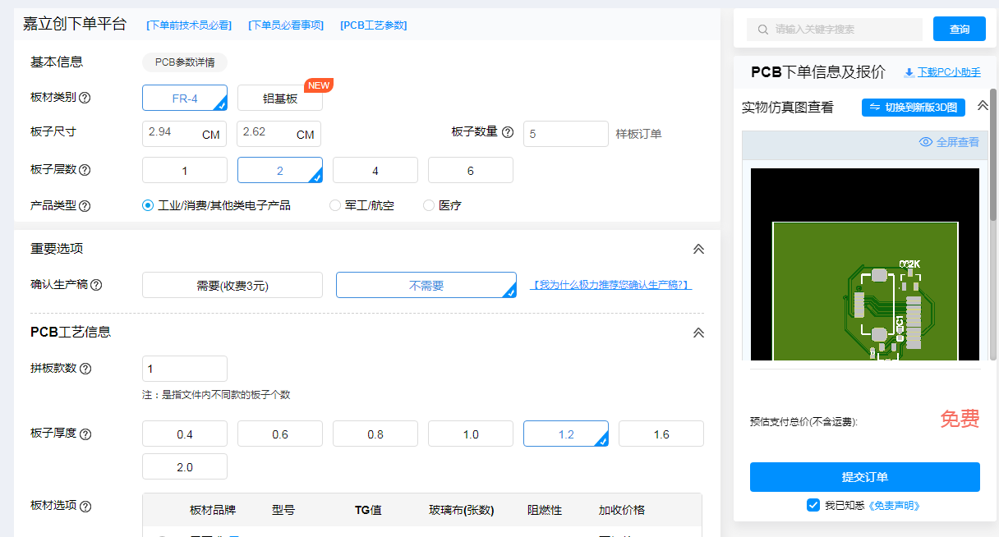 嘉立创下单平台 [下单前技术员必看] [下单员必看事项] [PCB工艺参数]
基本信息 PCB参数详情
板材类别 FR-4 铝基板 NEW
板子尺寸 2.94 CM 2.62 CM 板子数量 5 样板订单
板子层数 1 2 4 6
产品类型 工业/消费/其他类电子产品 军工/航空 医疗
重要选项
确认生产稿 需要(收费3元) 不需要 【我为什么极力推荐您确认生产稿?】
PCB工艺信息
拼板款数 1
注：是指文件内不同款的板子个数
板子厚度 0.4 0.6 0.8 1.0 1.2 1.6
2.0
板材选项 板材品牌 型号 TG值 玻璃布(张数) 阻燃性 加收价格
请输入关键字搜索 查询
PCB下单信息及报价 下载PC小助手
实物仿真图查看 切换到新版3D图
全屏查看
预估支付总价(不含运费): 免费
提交订单
我已知悉《免责声明》